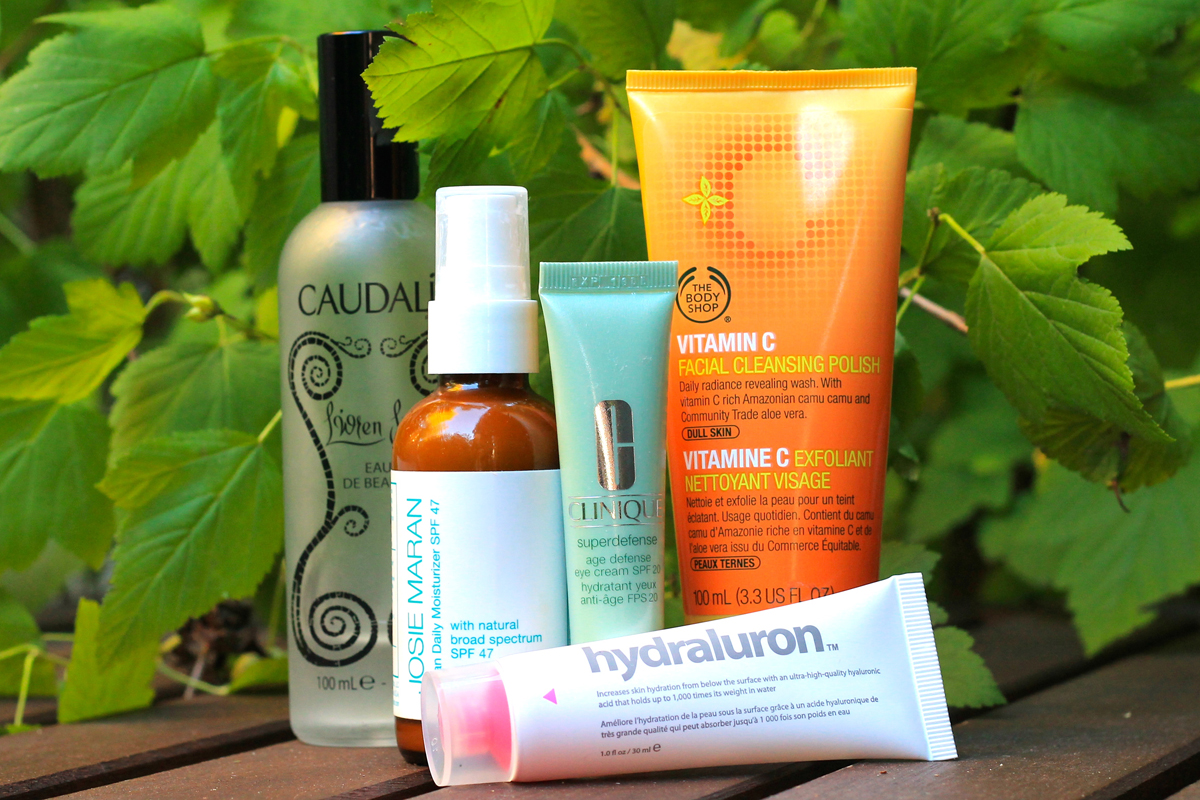 CAUDALÍ
EAU
DE BEA
100 mL e -
JOSIE MARAN
an Daily Moisturizer SPF 47
with natural
broad spectrum
SPF 47
CLINIQUE
superdefense
age defense
eye cream SPF 20
hydratant yeux
anti-âge FPS 20
C
THE
BODY
SHOP
®
VITAMIN C
FACIAL CLEANSING POLISH
Daily radiance revealing wash. With
vitamin C rich Amazonian camu camu and
Community Trade aloe vera.
DULL SKIN
VITAMINE C EXFOLIANT
NETTOYANT VISAGE
Nettoie et exfolie la peau pour un teint
éclatant. Usage quotidien. Contient du camu
camu d'Amazonie riche en vitamine C et de
l'aloe vera issu du Commerce Équitable.
PEAUX TERNES
100 mL (3.3 US FL OZ)
hydraluron™
Increases skin hydration from below the surface with an ultra-high-quality hyaluronic
acid that holds up to 1,000 times its weight in water
Améliore l'hydratation de la peau sous la surface grâce à un acide hyaluronique de
très grande qualité qui peut absorber jusqu'à 1 000 fois son poids en eau
1.0 fl oz / 30 ml e